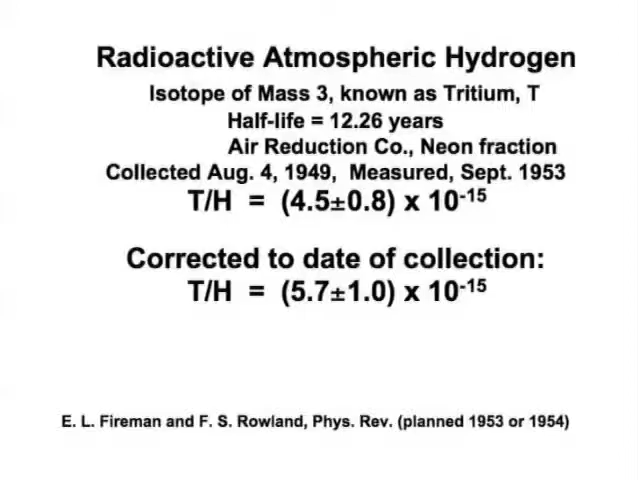 Radioactive Atmospheric Hydrogen
Isotope of Mass 3, known as Tritium, T
Half-life = 12.26 years
Air Reduction Co., Neon fraction
Collected Aug. 4, 1949, Measured, Sept. 1953
T/H = (4.5±0.8) x 10⁻¹⁵
Corrected to date of collection:
T/H = (5.7±1.0) x 10⁻¹⁵
E. L. Fireman and F. S. Rowland, Phys. Rev. (planned 1953 or 1954)